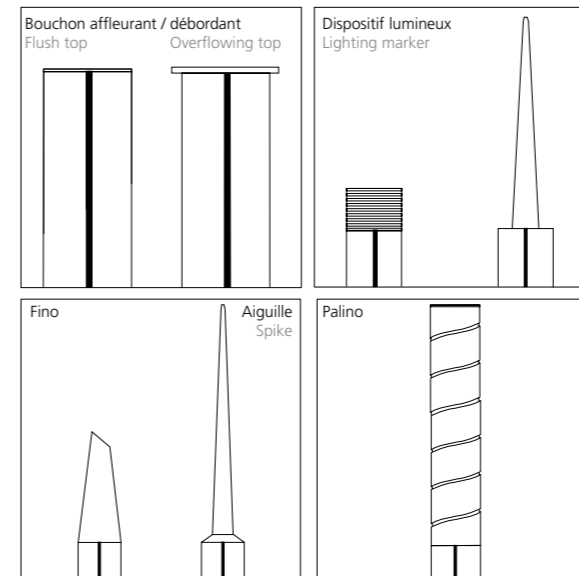 Bouchon affleurant / débordant
Flush top Overflowing top
Dispositif lumineux
Lighting marker
Fino
Aiguille
Spike
Palino